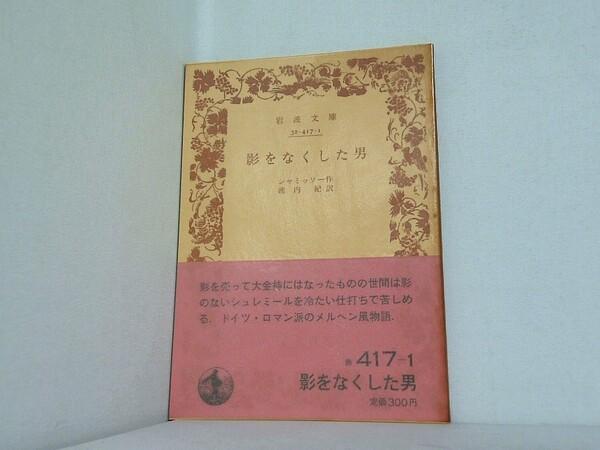 岩波文庫
32-417-1
影をなくした男
シャミッソー作
池内 紀訳
影を売って大金持にはなったものの世間は影
のないシュレミールを冷たい仕打ちで苦しめ
る．ドイツ・ロマン派のメルヘン風物語．
赤 417-1
影をなくした男
定価300円